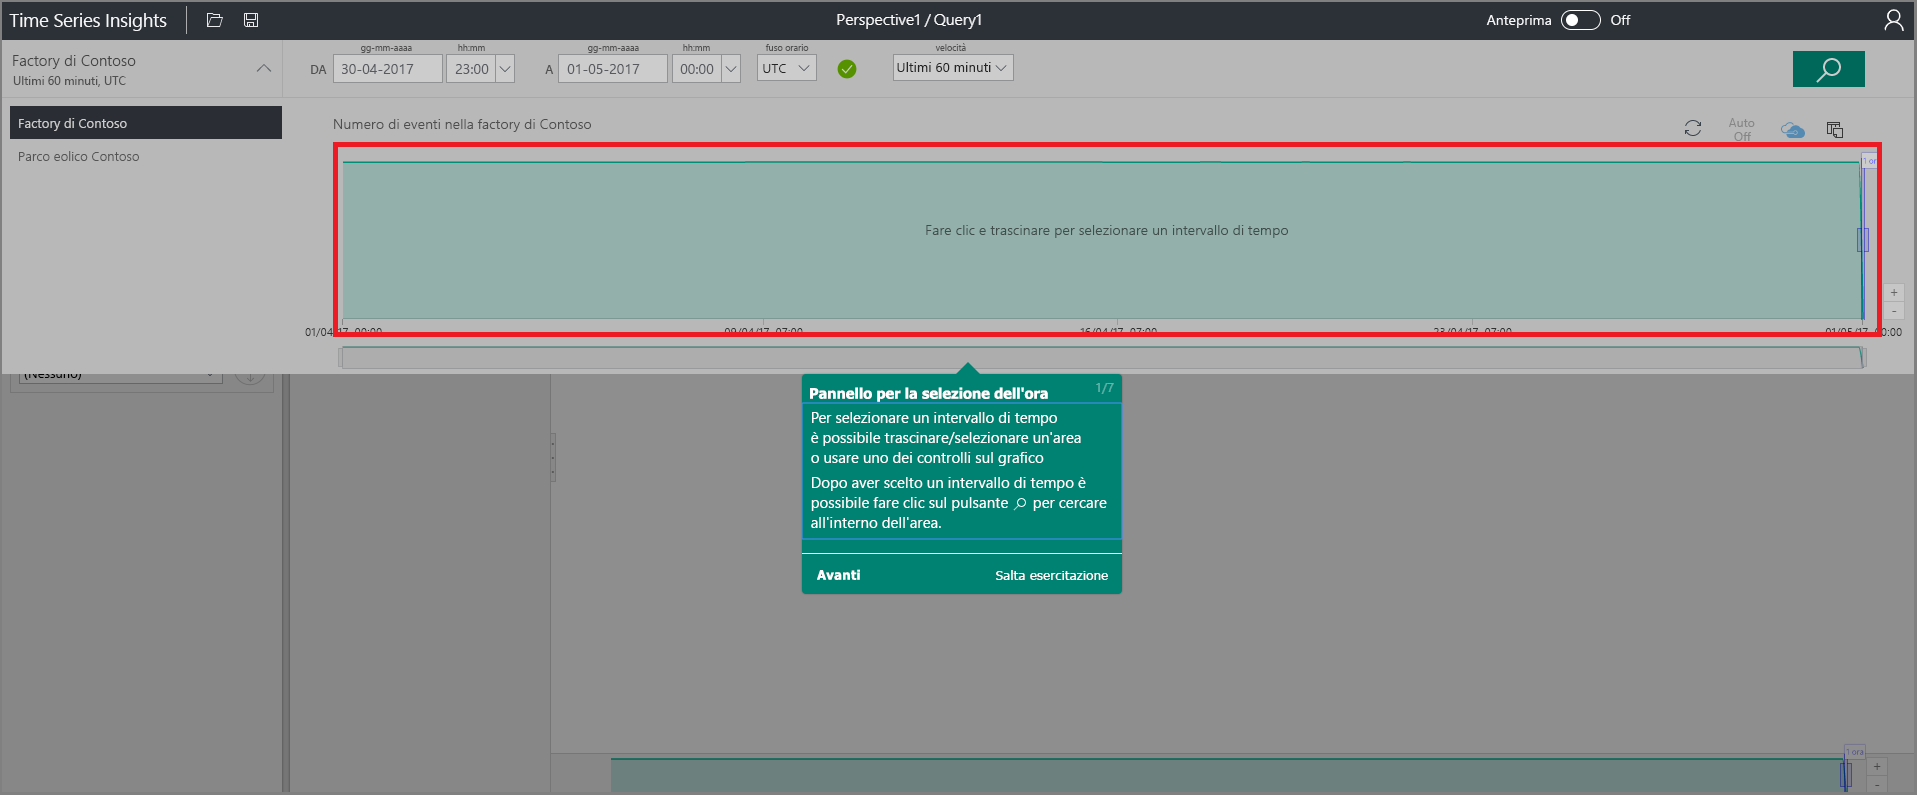 Time Series Insights
Perspective1 / Query1
Anteprima
Off
Factory di Contoso
Ultimi 60 minuti, UTC
gg-mm-aaaa
hh:mm
gg-mm-aaaa
hh:mm
fuso orario
velocità
DA
30-04-2017
23:00
A
01-05-2017
00:00
UTC
Ultimi 60 minuti
Factory di Contoso
Parco eolico Contoso
Numero di eventi nella factory di Contoso
Auto
Off
1 or
Fare clic e trascinare per selezionare un intervallo di tempo
+
-
01/04/17 00:00
09/04/17 07:00
16/04/17 07:00
23/04/17 07:00
01/05/17 00:00
(Nessuno)
Pannello per la selezione dell'ora
1/7
Per selezionare un intervallo di tempo
è possibile trascinare/selezionare un'area
o usare uno dei controlli sul grafico
Dopo aver scelto un intervallo di tempo è
possibile fare clic sul pulsante per cercare
all'interno dell'area.
Avanti
Salta esercitazione
1 ora
+
-